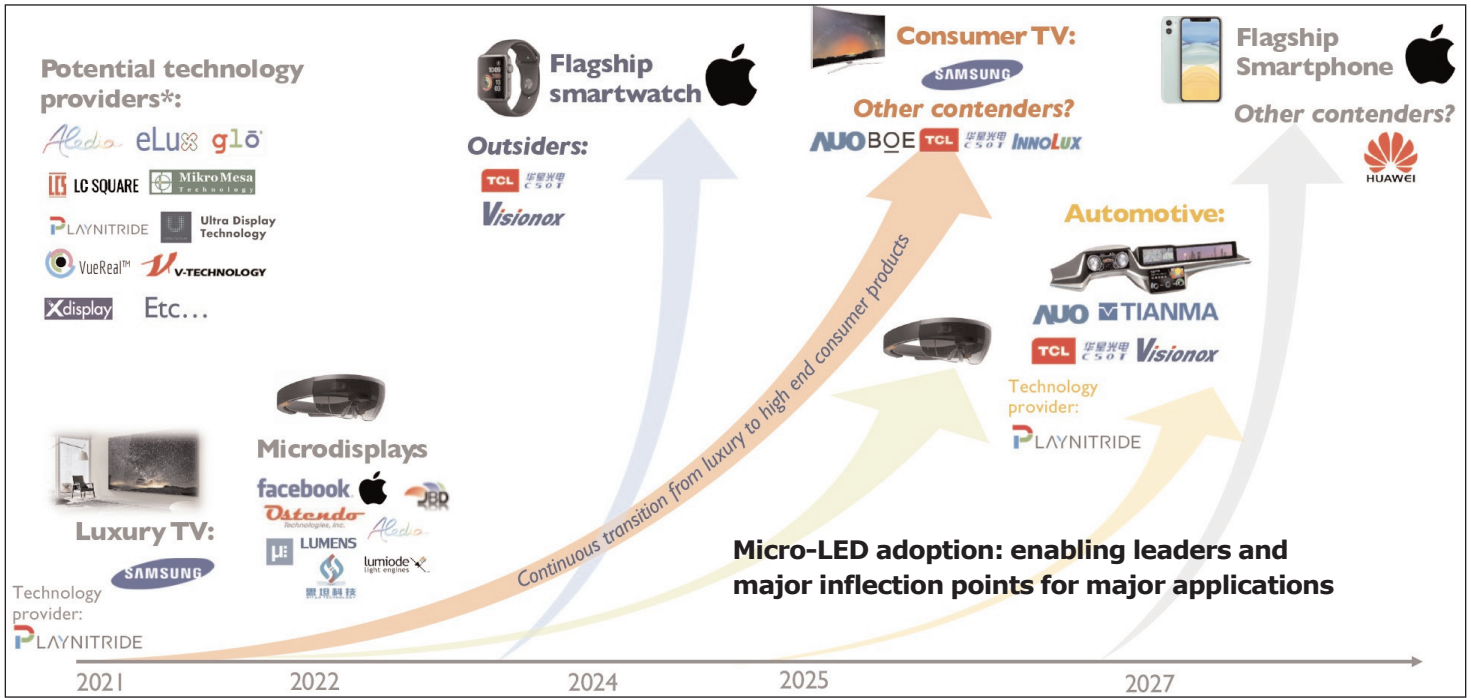 Potential technology
providers*:
Aledia eLux glō
LC SQUARE MikroMesa
Technology
PLAYNITRIDE Ultra Display
Technology
VueReal™ V-TECHNOLOGY
Xdisplay Etc...
Luxury TV:
SAMSUNG
Technology
provider:
PLAYNITRIDE
Microdisplays
facebook JBD
Ostendo
Technologies, Inc.
Aledia
LUMENS
lumiode
light engines
Flagship
smartwatch
Outsiders:
TCL 华星光电
CSOT
Visionox
Consumer TV:
SAMSUNG
Other contenders?
AUO BOE TCL 华星光电 CSOT INNOLUX
Flagship
Smartphone
Other contenders?
HUAWEI
Automotive:
AUO TIANMA
TCL 华星光电 CSOT Visionox
Technology
provider:
PLAYNITRIDE
Continuous transition from luxury to high end consumer products
Micro-LED adoption: enabling leaders and
major inflection points for major applications
2021 2022 2024 2025 2027